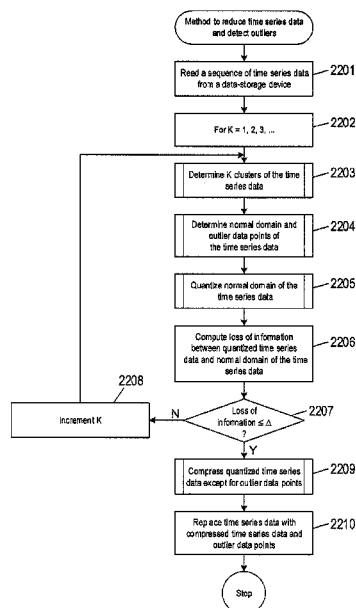 Method to reduce time series data
and detect outliers
2201
Read a sequence of time series data
from a data-storage device
2202
For K = 1, 2, 3, ...
2203
Determine K clusters of the time
series data
2204
Determine normal domain and
outlier data points of
the time series data
2205
Quantize normal domain of the
time series data
2206
Compute loss of information
between quantized time series
data and normal domain of the time
series data
2208
Increment K
N
2207
Loss of
information ≤ Δ
?
Y
2209
Compress quantized time series
data except for outlier data points
2210
Replace time series data with
compressed time series data and
outlier data points
Stop